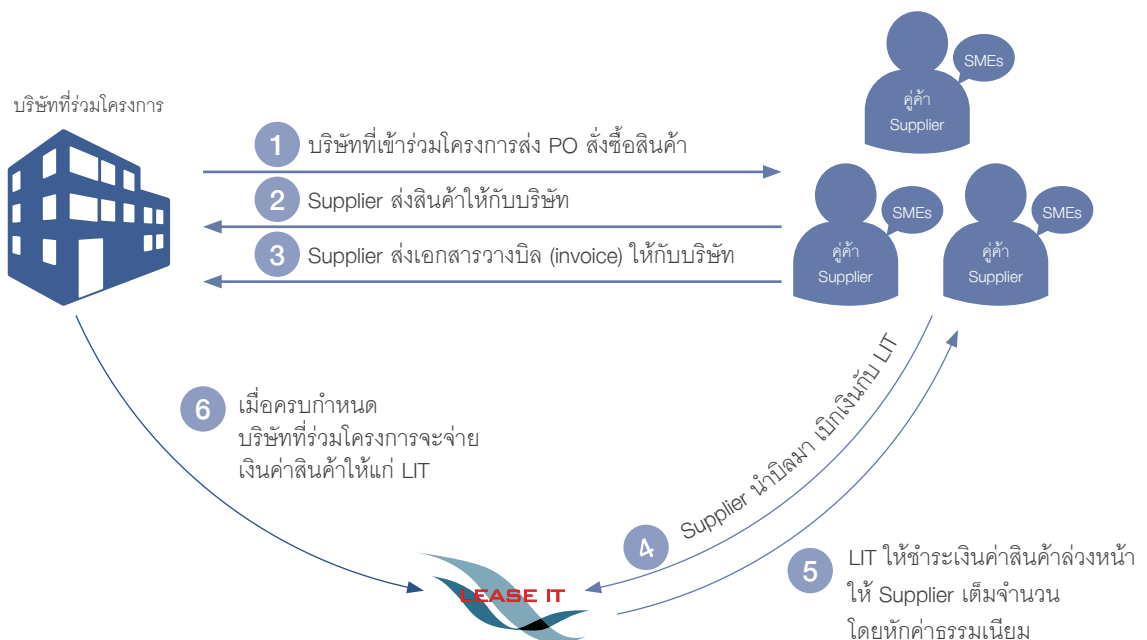 บริษัทที่ร่วมโครงการ
SMEs
คู่ค้า
Supplier
1 บริษัทที่เข้าร่วมโครงการส่ง PO สั่งซื้อสินค้า
2 Supplier ส่งสินค้าให้กับบริษัท
3 Supplier ส่งเอกสารวางบิล (invoice) ให้กับบริษัท
SMEs
คู่ค้า
Supplier
SMEs
คู่ค้า
Supplier
4 Supplier นำบิลมา เบิกเงินกับ LIT
5 LIT ให้ชำระเงินค่าสินค้าล่วงหน้า
ให้ Supplier เต็มจำนวน
โดยหักค่าธรรมเนียม
6 เมื่อครบกำหนด
บริษัทที่ร่วมโครงการจะจ่าย
เงินค่าสินค้าให้แก่ LIT
LEASE IT